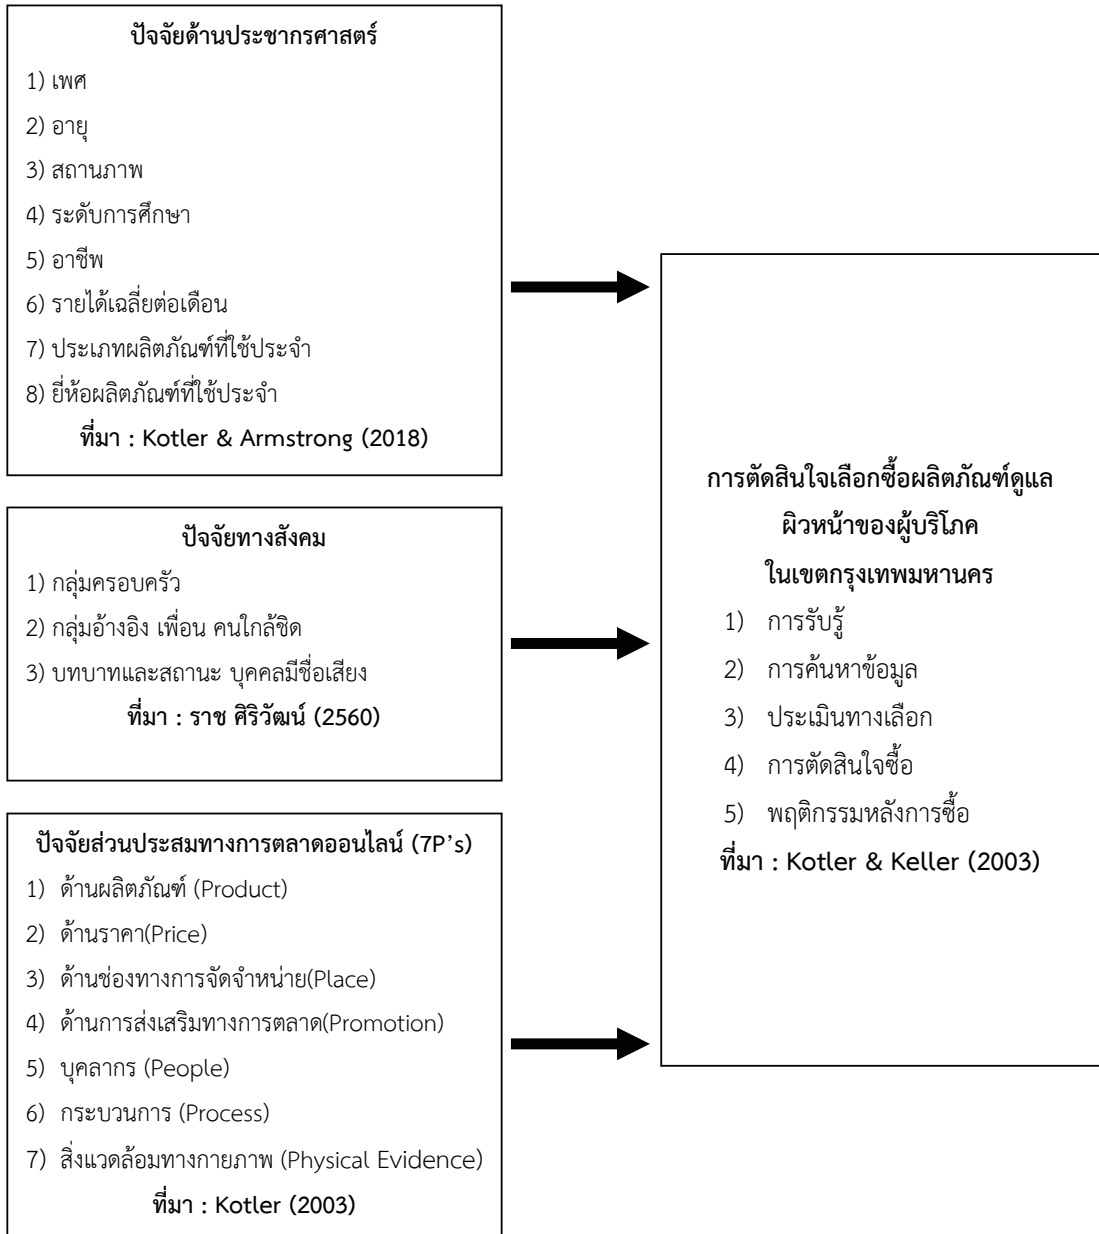 ปัจจัยด้านประชากรศาสตร์
1) เพศ
2) อายุ
3) สถานภาพ
4) ระดับการศึกษา
5) อาชีพ
6) รายได้เฉลี่ยต่อเดือน
7) ประเภทผลิตภัณฑ์ที่ใช้ประจำ
8) ยี่ห้อผลิตภัณฑ์ที่ใช้ประจำ
ที่มา : Kotler & Armstrong (2018)
ปัจจัยทางสังคม
1) กลุ่มครอบครัว
2) กลุ่มอ้างอิง เพื่อน คนใกล้ชิด
3) บทบาทและสถานะ บุคคลมีชื่อเสียง
ที่มา : ราช ศิริวัฒน์ (2560)
ปัจจัยส่วนประสมทางการตลาดออนไลน์ (7P’s)
1) ด้านผลิตภัณฑ์ (Product)
2) ด้านราคา(Price)
3) ด้านช่องทางการจัดจำหน่าย(Place)
4) ด้านการส่งเสริมทางการตลาด(Promotion)
5) บุคลากร (People)
6) กระบวนการ (Process)
7) สิ่งแวดล้อมทางกายภาพ (Physical Evidence)
ที่มา : Kotler (2003)
การตัดสินใจเลือกซื้อผลิตภัณฑ์ดูแล
ผิวหน้าของผู้บริโภค
ในเขตกรุงเทพมหานคร
1) การรับรู้
2) การค้นหาข้อมูล
3) ประเมินทางเลือก
4) การตัดสินใจซื้อ
5) พฤติกรรมหลังการซื้อ
ที่มา : Kotler & Keller (2003)